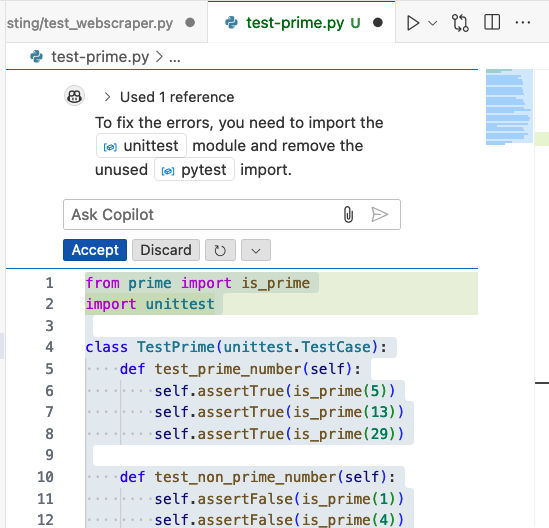 sting/test_webscraper.py test-prime.py U
test-prime.py > ...
> Used 1 reference
To fix the errors, you need to import the
unittest module and remove the
unused pytest import.
Ask Copilot
Accept Discard
1 from prime import is_prime
2 import unittest
3
4 class TestPrime(unittest.TestCase):
5 def test_prime_number(self):
6 self.assertTrue(is_prime(5))
7 self.assertTrue(is_prime(13))
8 self.assertTrue(is_prime(29))
9
10 def test_non_prime_number(self):
11 self.assertFalse(is_prime(1))
12 self.assertFalse(is_prime(4))